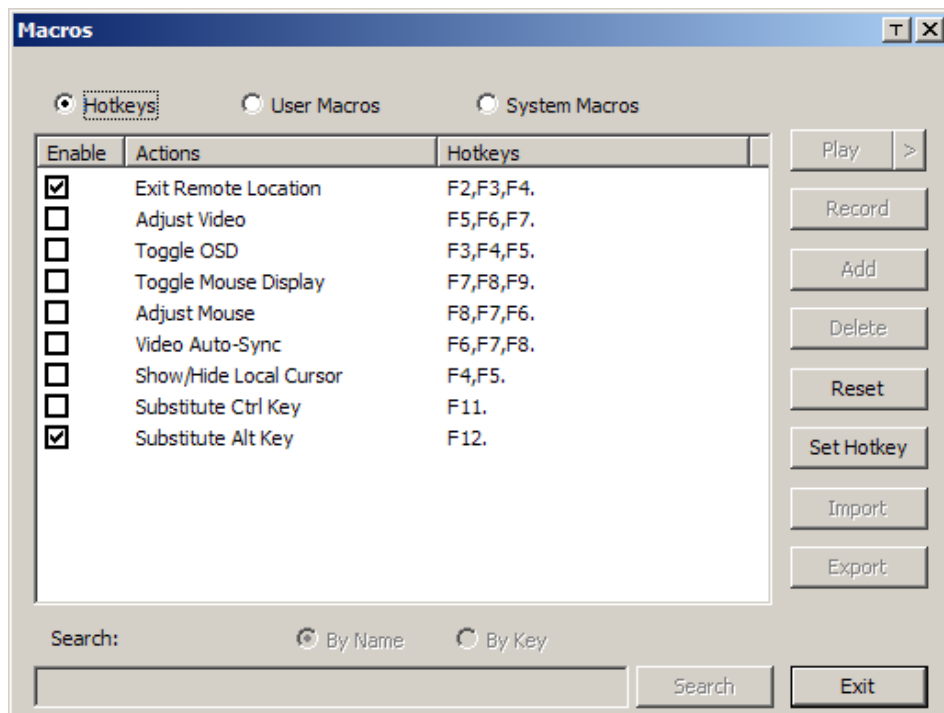 Macros
Hotkeys User Macros System Macros
Enable Actions Hotkeys
Exit Remote Location F2,F3,F4.
Adjust Video F5,F6,F7.
Toggle OSD F3,F4,F5.
Toggle Mouse Display F7,F8,F9.
Adjust Mouse F8,F7,F6.
Video Auto-Sync F6,F7,F8.
Show/Hide Local Cursor F4,F5.
Substitute Ctrl Key F11.
Substitute Alt Key F12.
Play >
Record
Add
Delete
Reset
Set Hotkey
Import
Export
Search: By Name By Key
Search Exit